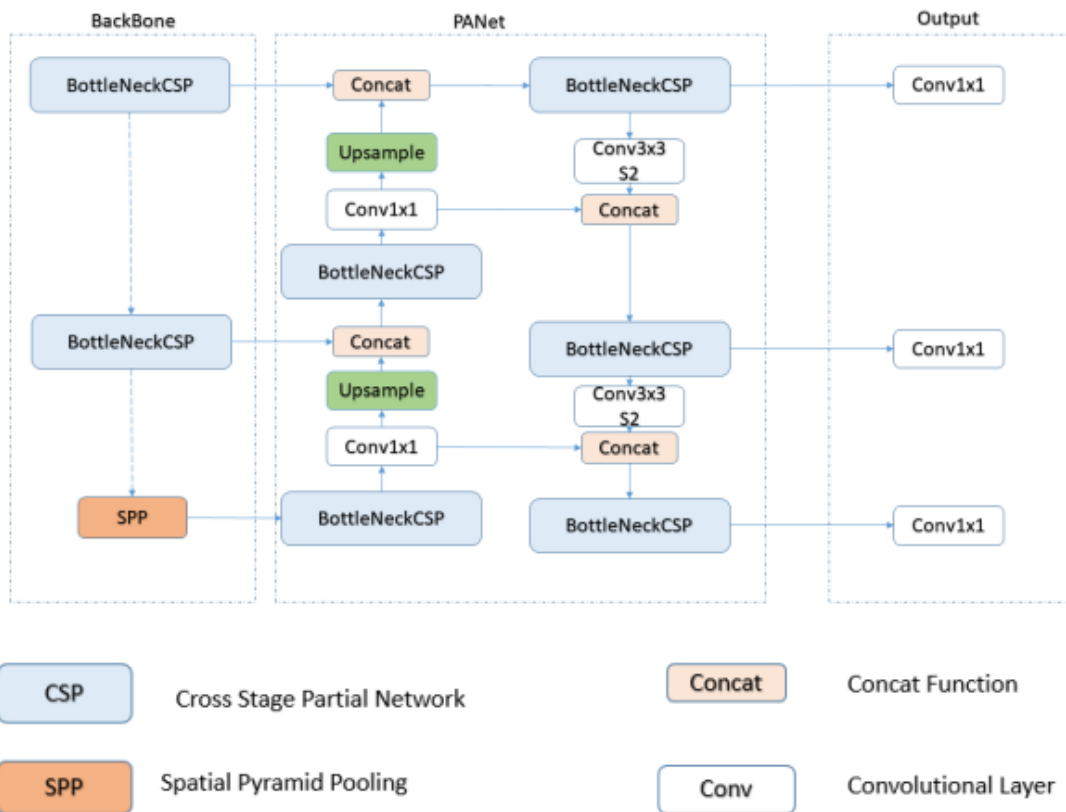 BackBone
PANet
Output
BottleNeckCSP
Concat
BottleNeckCSP
Conv1x1
Upsample
Conv3x3
S2
Conv1x1
Concat
BottleNeckCSP
BottleNeckCSP
Concat
BottleNeckCSP
Conv1x1
Upsample
Conv3x3
S2
Conv1x1
Concat
SPP
BottleNeckCSP
BottleNeckCSP
Conv1x1
CSP
Cross Stage Partial Network
Concat
Concat Function
SPP
Spatial Pyramid Pooling
Conv
Convolutional Layer